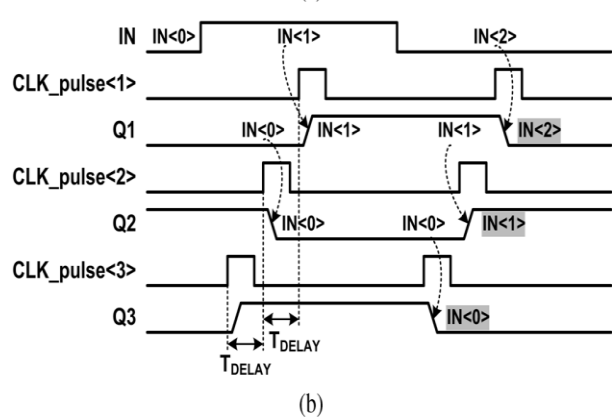 IN IN<0> IN<1> IN<2>
CLK_pulse<1>
Q1 IN<0> IN<1> IN<1> IN<2>
CLK_pulse<2>
Q2 IN<0> IN<0> IN<1>
CLK_pulse<3>
Q3 IN<0>
TDELAY
TDELAY
(b)